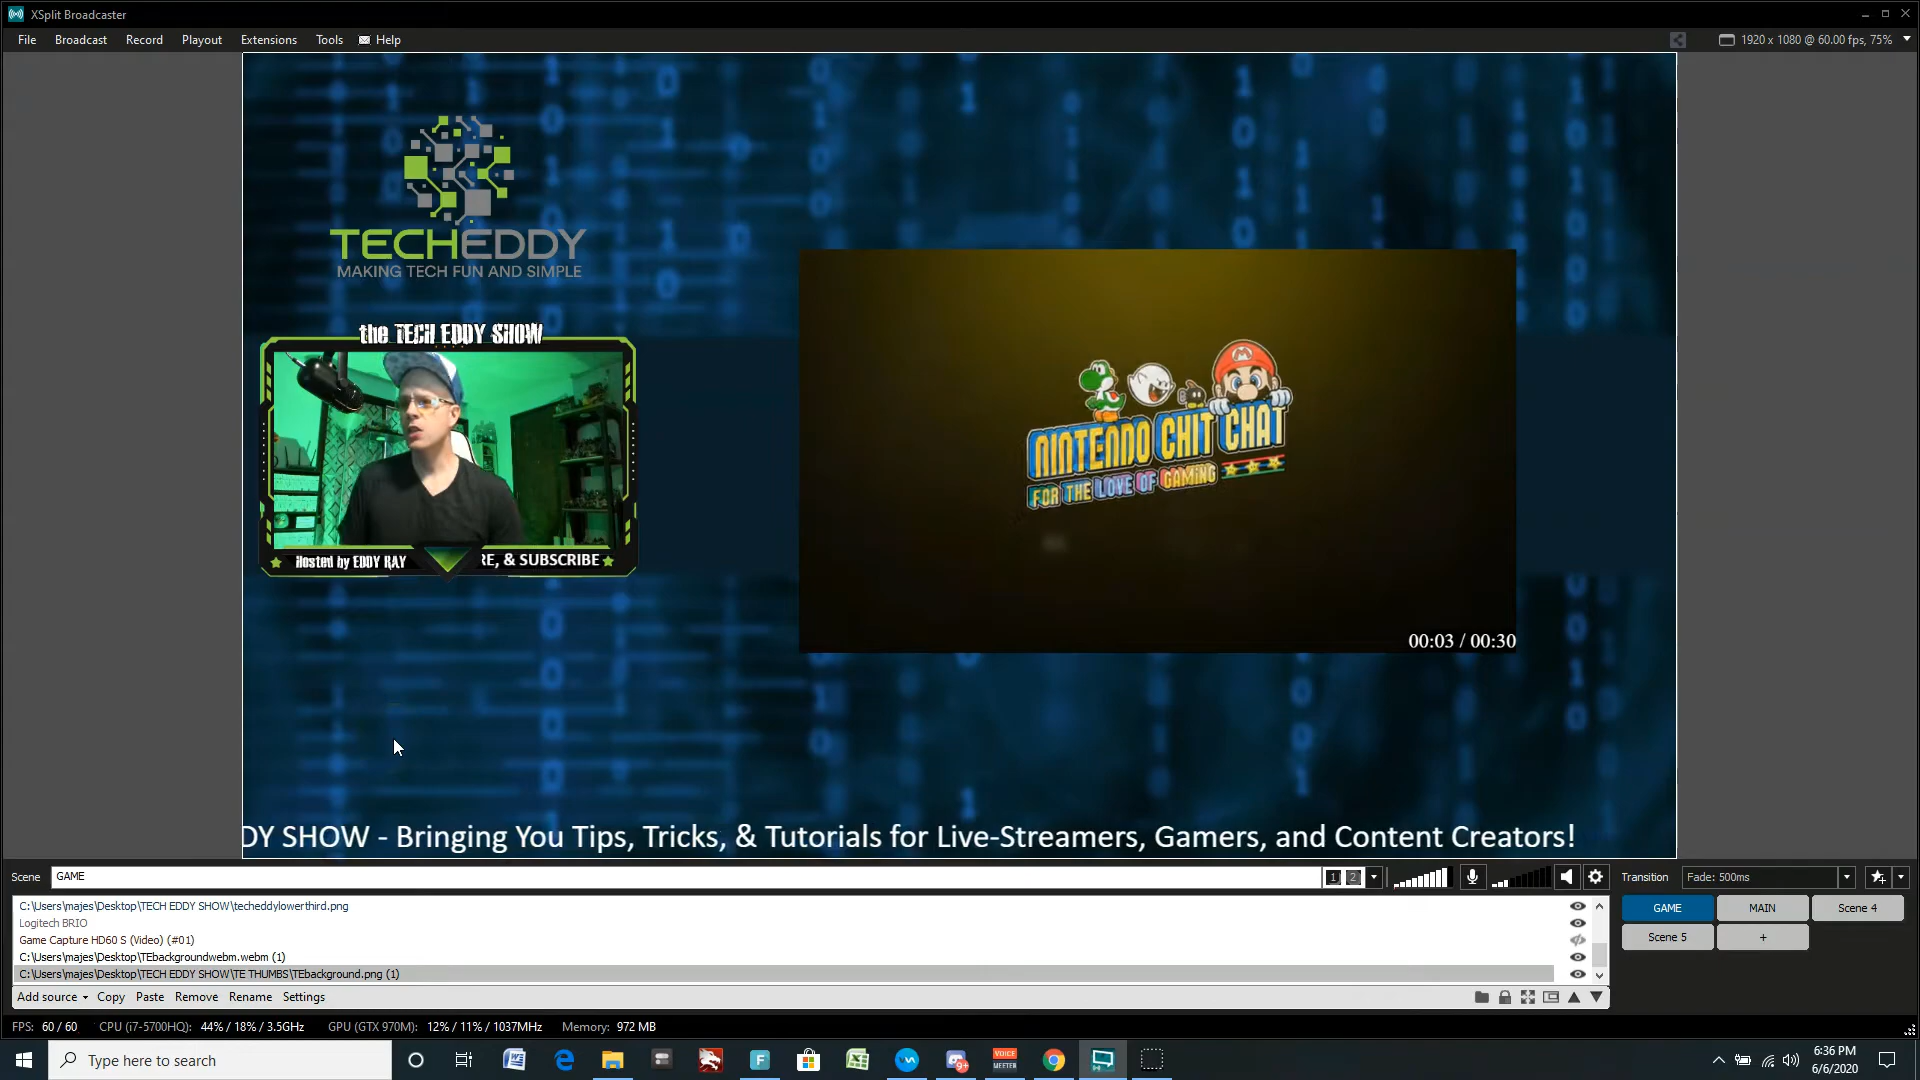 XSplit Broadcaster
File Broadcast Record Playout Extensions Tools Help
1920 x 1080 @ 60.00 fps, 75%
TECHEDDY
MAKING TECH FUN AND SIMPLE
the TECH EDDY SHOW
Hosted by EDDY RAY
RE, & SUBSCRIBE
NINTENDO CHIT CHAT
FOR THE LOVE OF GAMING
00:03 / 00:30
DY SHOW - Bringing You Tips, Tricks, & Tutorials for Live-Streamers, Gamers, and Content Creators!
Scene GAME 1 2 Transition Fade: 500ms
C:\Users\majes\Desktop\TECH EDDY SHOW\techeddylowerthird.png
Logitech BRIO
Game Capture HD60 S (Video) (#01)
C:\Users\majes\Desktop\TEbackgroundwebm.webm (1)
C:\Users\majes\Desktop\TECH EDDY SHOW\TE THUMBS\TEbackground.png (1)
GAME MAIN Scene 4
Scene 5 +
Add source Copy Paste Remove Rename Settings
FPS: 60 / 60 CPU (i7-5700HQ): 44% / 18% / 3.5GHz GPU (GTX 970M): 12% / 11% / 1037MHz Memory: 972 MB
Type here to search
VOICE
MEETER
9+
6:36 PM
6/6/2020